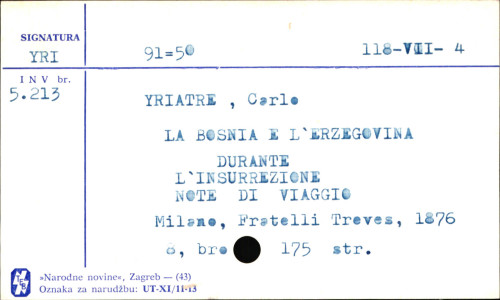 SIGNATURA
YRI
91=50
118-VIII- 4
INV br.
5.213
YRIATRE , Carlo
LA BOSNIA E L`ERZEGOVINA
DURANTE
L`INSURREZIONE
NOTE DI VIAGGIO
Milano, Fratelli Treves, 1876
8, bro 175 str.
»Narodne novine«, Zagreb — (43)
Oznaka za narudžbu: UT-XI/11-13